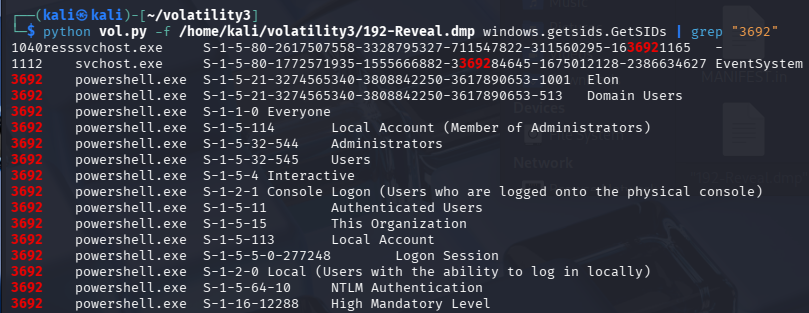 (kali㉿kali)-[~/volatility3]
$ python vol.py -f /home/kali/volatility3/192-Reveal.dmp windows.getsids.GetSIDs | grep "3692"
1040resssvchost.exe S-1-5-80-2617507558-3328795327-711547822-311560295-1636921165 -
1112 svchost.exe S-1-5-80-1772571935-1555666882-3369284645-1675012128-2386634627 EventSystem
3692 powershell.exe S-1-5-21-3274565340-3808842250-3617890653-1001 Elon
3692 powershell.exe S-1-5-21-3274565340-3808842250-3617890653-513 Domain Users
3692 powershell.exe S-1-1-0 Everyone
3692 powershell.exe S-1-5-114 Local Account (Member of Administrators)
3692 powershell.exe S-1-5-32-544 Administrators
3692 powershell.exe S-1-5-32-545 Users
3692 powershell.exe S-1-5-4 Interactive
3692 powershell.exe S-1-2-1 Console Logon (Users who are logged onto the physical console)
3692 powershell.exe S-1-5-11 Authenticated Users
3692 powershell.exe S-1-5-15 This Organization
3692 powershell.exe S-1-5-113 Local Account
3692 powershell.exe S-1-5-5-0-277248 Logon Session
3692 powershell.exe S-1-2-0 Local (Users with the ability to log in locally)
3692 powershell.exe S-1-5-64-10 NTLM Authentication
3692 powershell.exe S-1-16-12288 High Mandatory Level